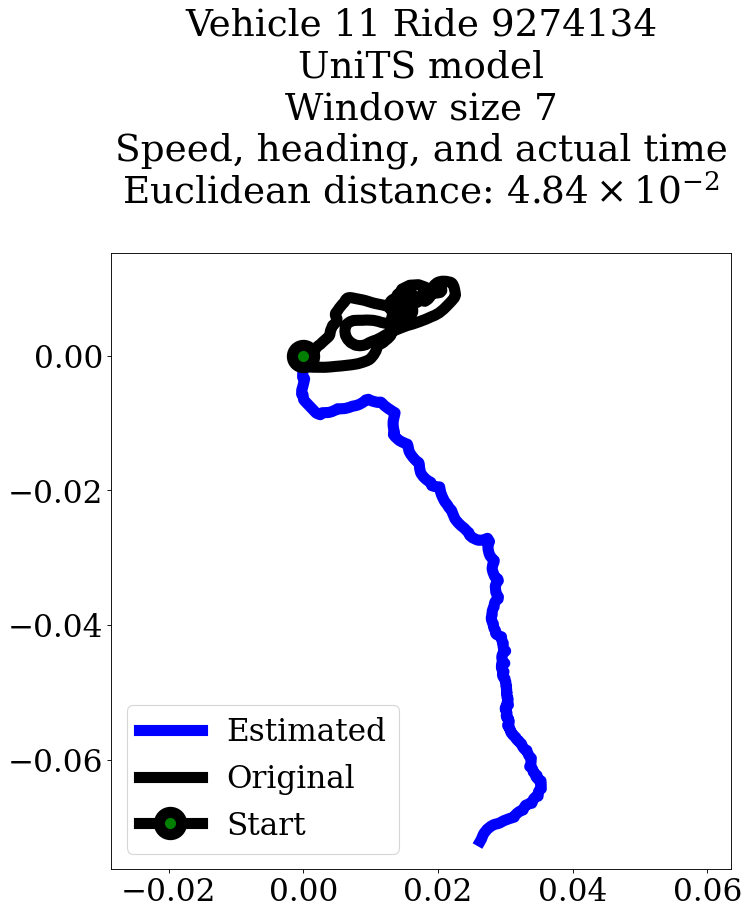 Vehicle 11 Ride 9274134
UniTS model
Window size 7
Speed, heading, and actual time
Euclidean distance: 4.84 × 10⁻²
0.00
−0.02
−0.04
−0.06
Estimated
Original
Start
−0.02 0.00 0.02 0.04 0.06